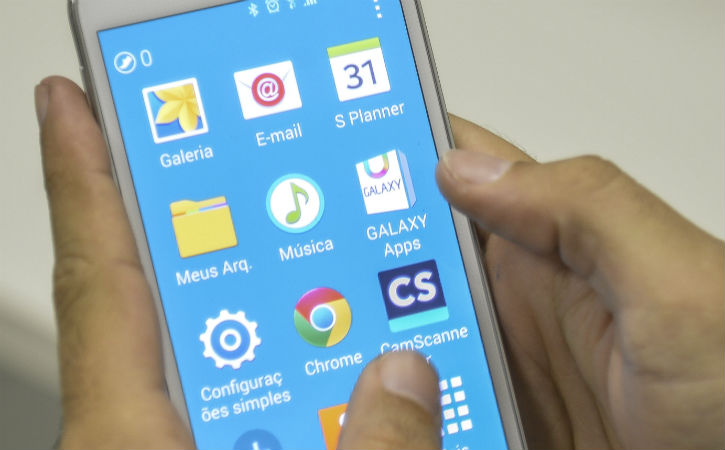 0
31
@
Galeria
E-mail
S Planner
GALAXY
Meus Arq.
Música
GALAXY
Apps
CS
Configuraç
ões simples
Chrome
CamScanne